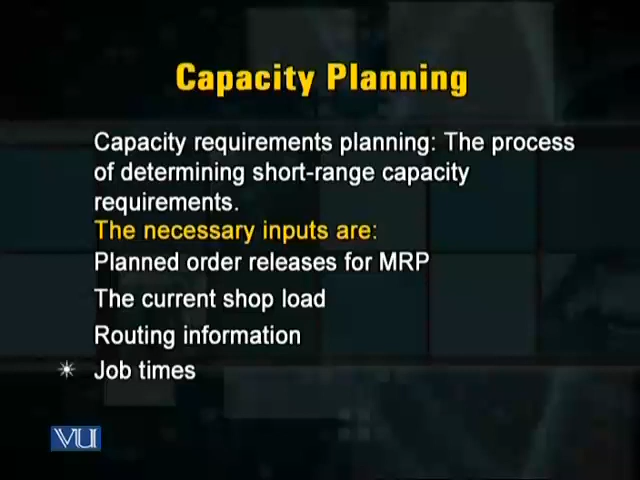 Capacity Planning
Capacity requirements planning: The process
of determining short-range capacity
requirements.
The necessary inputs are:
Planned order releases for MRP
The current shop load
Routing information
Job times
VU